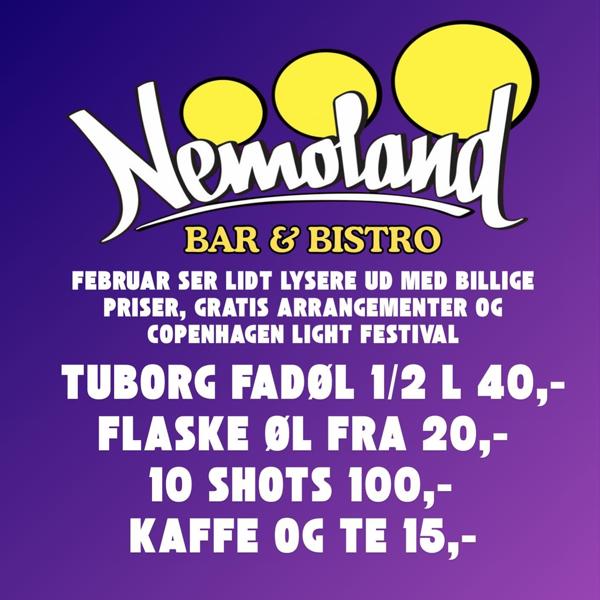 Nemoland
BAR & BISTRO
FEBRUAR SER LIDT LYSERE UD MED BILLIGE
PRISER, GRATIS ARRANGEMENTER OG
COPENHAGEN LIGHT FESTIVAL
TUBORG FADØL 1/2 L 40,-
FLASKE ØL FRA 20,-
10 SHOTS 100,-
KAFFE OG TE 15,-